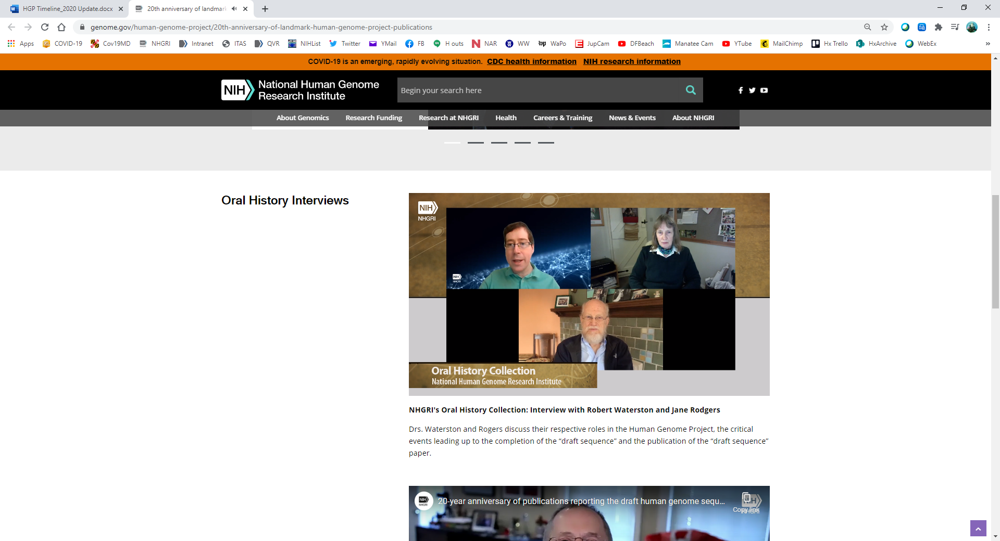 HGP Timeline_2020 Update.docx
20th anniversary of landmark
genome.gov/human-genome-project/20th-anniversary-of-landmark-human-genome-project-publications
Apps COVID-19 Cov19MD NHGRI Intranet ITAS QVR NIHList Twitter YMail FB H outs NAR WW WaPo JupCam DFBeach Manatee Cam YTube MailChimp Hx Trello HxArchive WebEx »
COVID-19 is an emerging, rapidly evolving situation. CDC health information NIH research information
NIH National Human Genome
Research Institute
Begin your search here
About Genomics Research Funding Research at NHGRI Health Careers & Training News & Events About NHGRI
Oral History Interviews
NIH
NHGRI
NIH
NHGRI
Oral History Collection
National Human Genome Research Institute
NHGRI's Oral History Collection: Interview with Robert Waterston and Jane Rodgers
Drs. Waterston and Rogers discuss their respective roles in the Human Genome Project, the critical
events leading up to the completion of the “draft sequence” and the publication of the “draft sequence”
paper.
NIH
NHGRI
20-year anniversary of publications reporting the draft human genome sequ...
NIH
Copy link
NHGRI